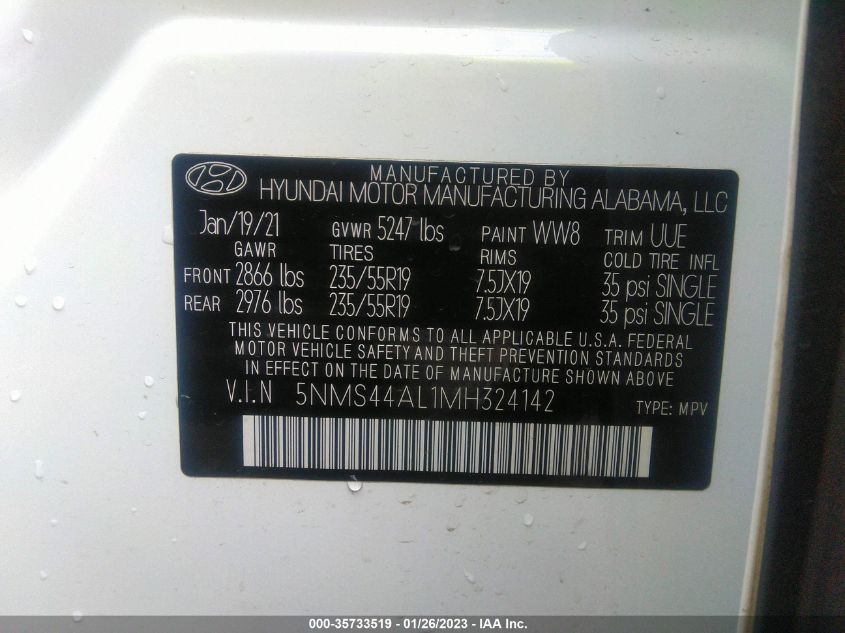 MANUFACTURED BY
HYUNDAI MOTOR MANUFACTURING ALABAMA, LLC
Jan/19/21 GVWR 5247 lbs PAINT WW8 TRIM UUE
GAWR TIRES RIMS COLD TIRE INFL
FRONT 2866 lbs 235/55R19 7.5JX19 35 psi SINGLE
REAR 2976 lbs 235/55R19 7.5JX19 35 psi SINGLE
THIS VEHICLE CONFORMS TO ALL APPLICABLE U.S.A. FEDERAL
MOTOR VEHICLE SAFETY AND THEFT PREVENTION STANDARDS
IN EFFECT ON THE DATE OF MANUFACTURE SHOWN ABOVE
V.I.N 5NMS44AL1MH324142 TYPE: MPV
000-35733519 - 01/26/2023 - IAA Inc.